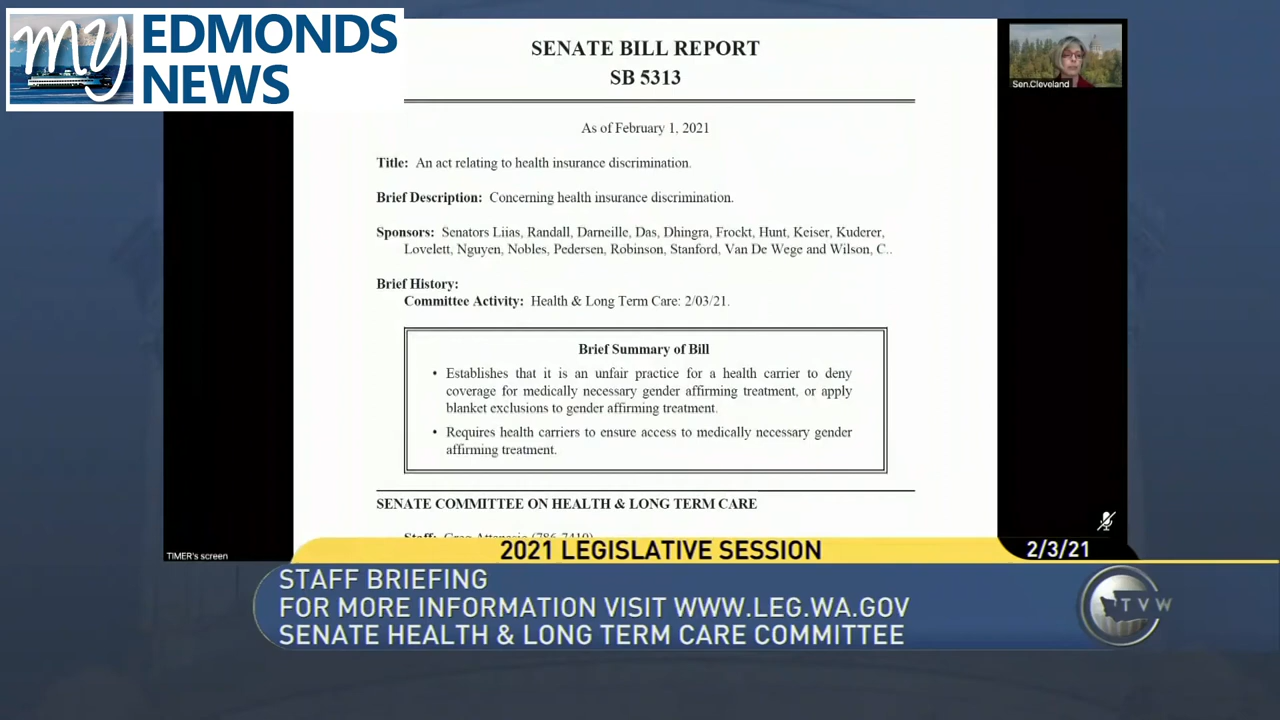 my EDMONDS
NEWS
SENATE BILL REPORT
SB 5313
As of February 1, 2021
Title: An act relating to health insurance discrimination.
Brief Description: Concerning health insurance discrimination.
Sponsors: Senators Liias, Randall, Darneille, Das, Dhingra, Frockt, Hunt, Keiser, Kuderer,
Lovelett, Nguyen, Nobles, Pedersen, Robinson, Stanford, Van De Wege and Wilson, C..
Brief History:
Committee Activity: Health & Long Term Care: 2/03/21.
Brief Summary of Bill
• Establishes that it is an unfair practice for a health carrier to deny
coverage for medically necessary gender affirming treatment, or apply
blanket exclusions to gender affirming treatment.
• Requires health carriers to ensure access to medically necessary gender
affirming treatment.
SENATE COMMITTEE ON HEALTH & LONG TERM CARE
Staff:
Sen.Cleveland
TIMER's screen
2021 LEGISLATIVE SESSION
2/3/21
STAFF BRIEFING
FOR MORE INFORMATION VISIT WWW.LEG.WA.GOV
SENATE HEALTH & LONG TERM CARE COMMITTEE
TVW